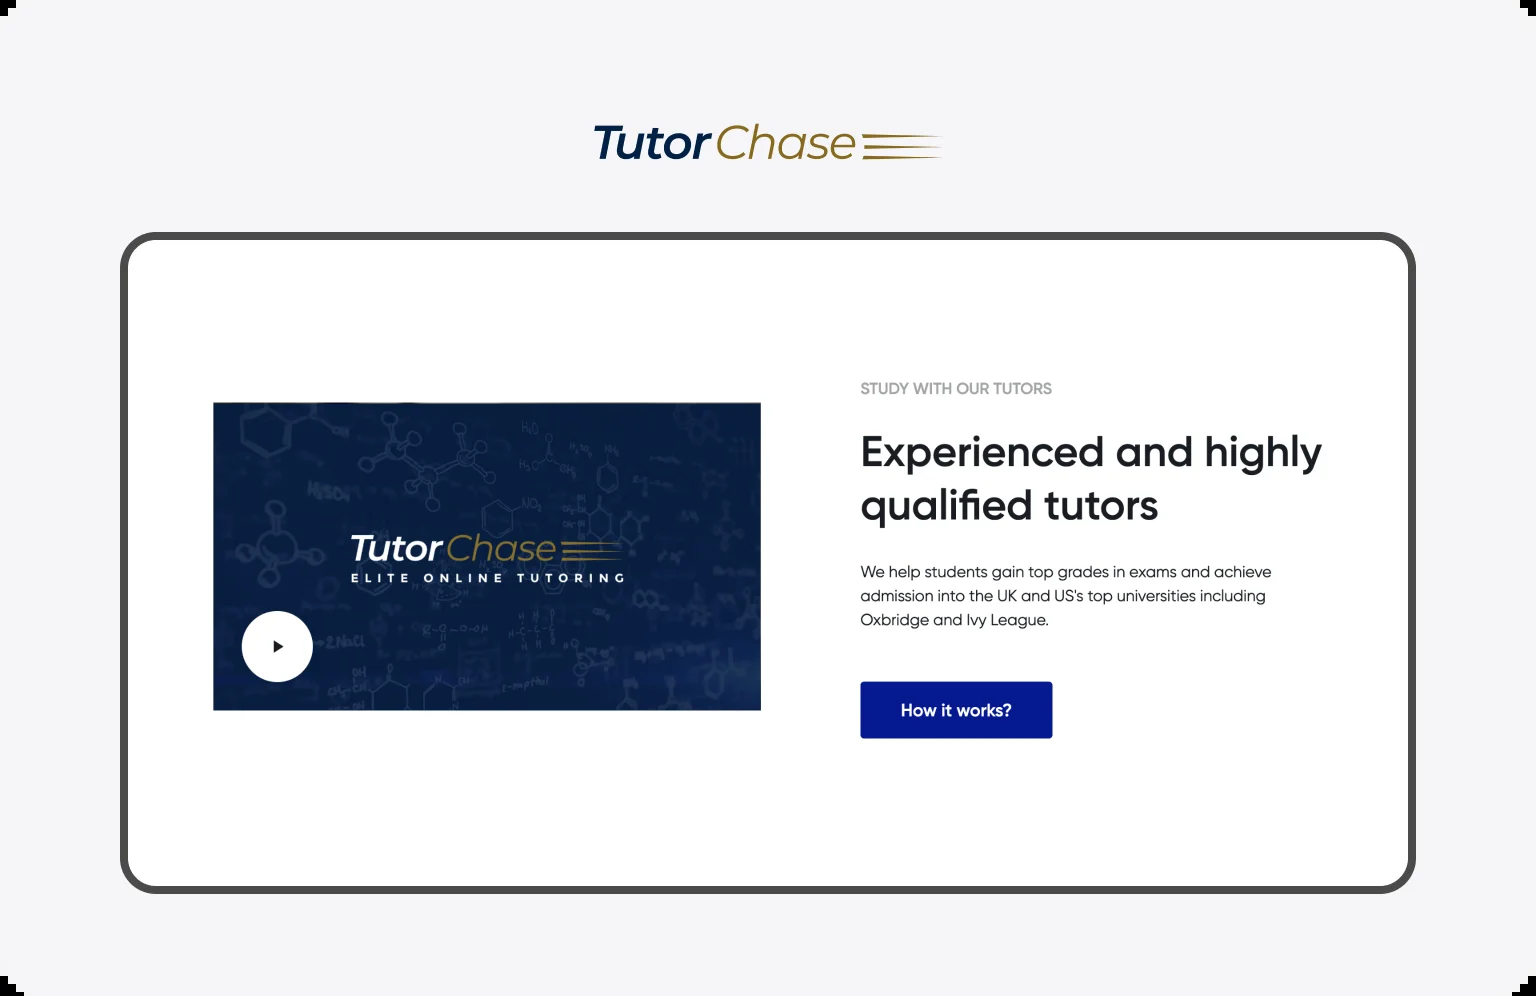 TutorChase
STUDY WITH OUR TUTORS
Experienced and highly
qualified tutors
We help students gain top grades in exams and achieve
admission into the UK and US's top universities including
Oxbridge and Ivy League.
How it works?
TutorChase
ELITE ONLINE TUTORING
H₂O
NO₂